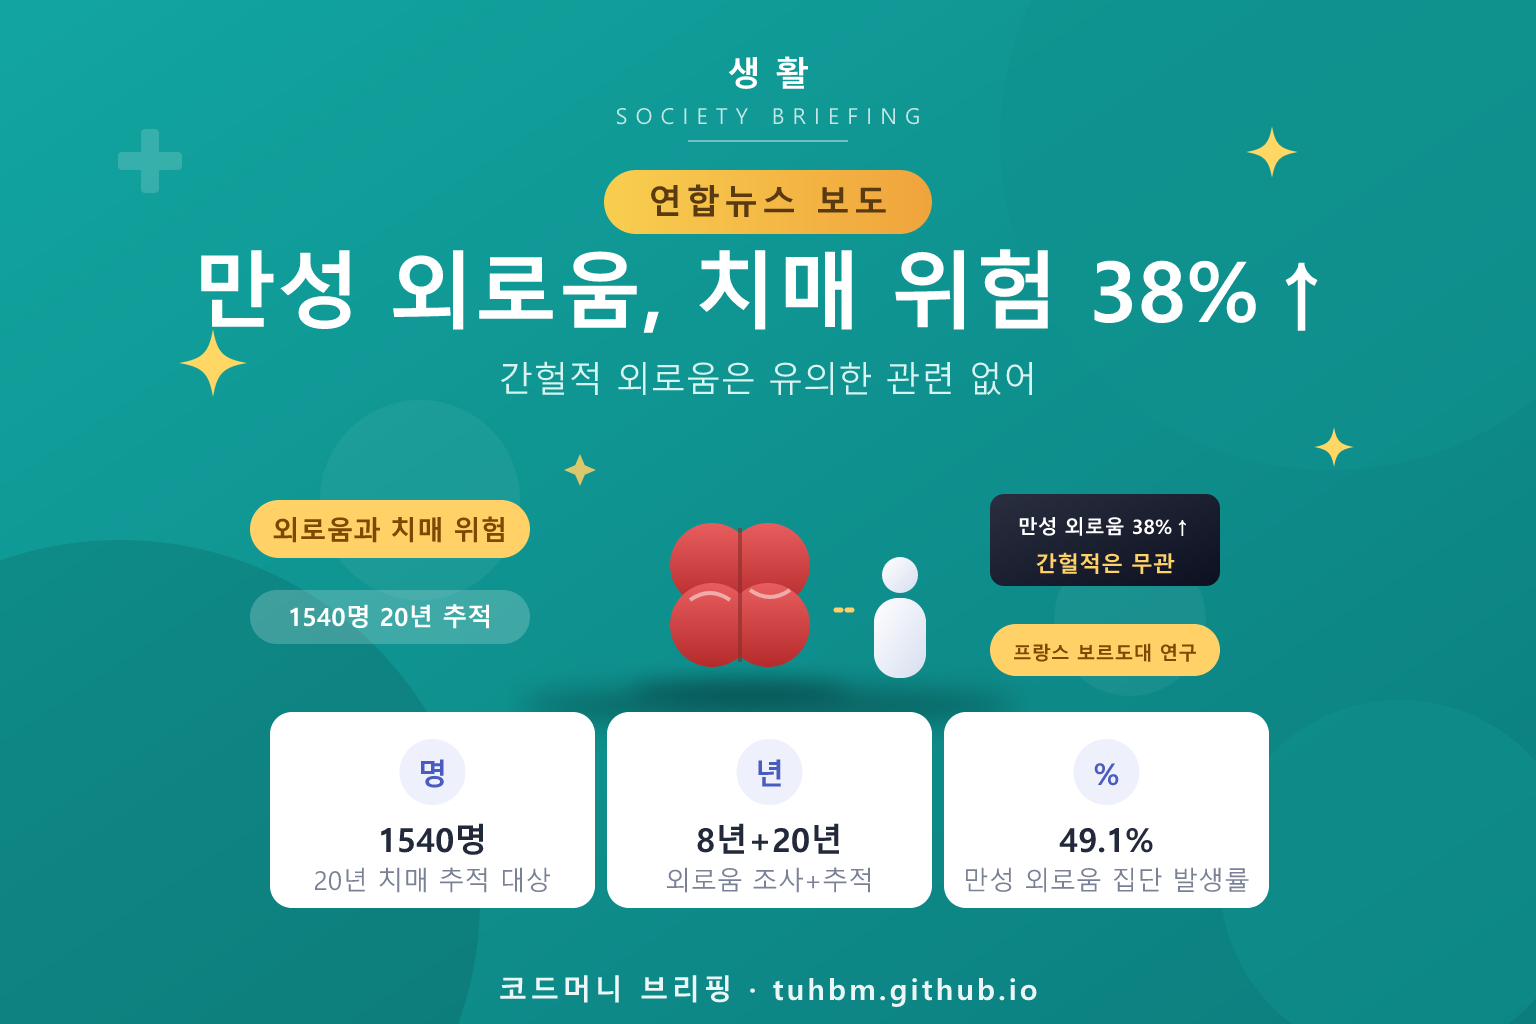 생활
SOCIETY BRIEFING
연합뉴스 보도
만성 외로움, 치매 위험 38%↑
간헐적 외로움은 유의한 관련 없어
외로움과 치매 위험
1540명 20년 추적
만성 외로움 38%↑
간헐적은 무관
프랑스 보르도대 연구
명
1540명
20년 치매 추적 대상
년
8년+20년
외로움 조사+추적
%
49.1%
만성 외로움 집단 발생률
코드머니 브리핑 · tuhbm.github.io